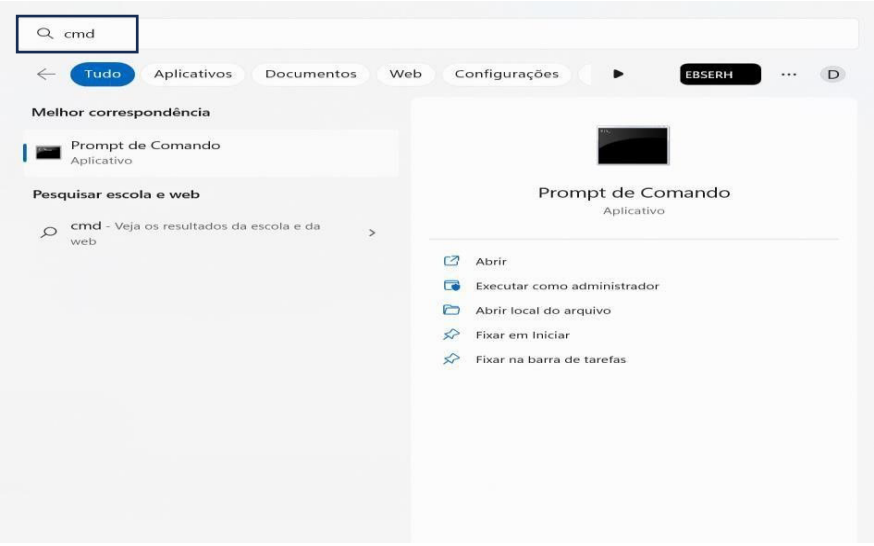 cmd
Tudo Aplicativos Documentos Web Configurações EBSERH ... D
Melhor correspondência
Prompt de Comando
Aplicativo
Pesquisar escola e web
cmd - Veja os resultados da escola e da
web
Prompt de Comando
Aplicativo
Abrir
Executar como administrador
Abrir local do arquivo
Fixar em Iniciar
Fixar na barra de tarefas